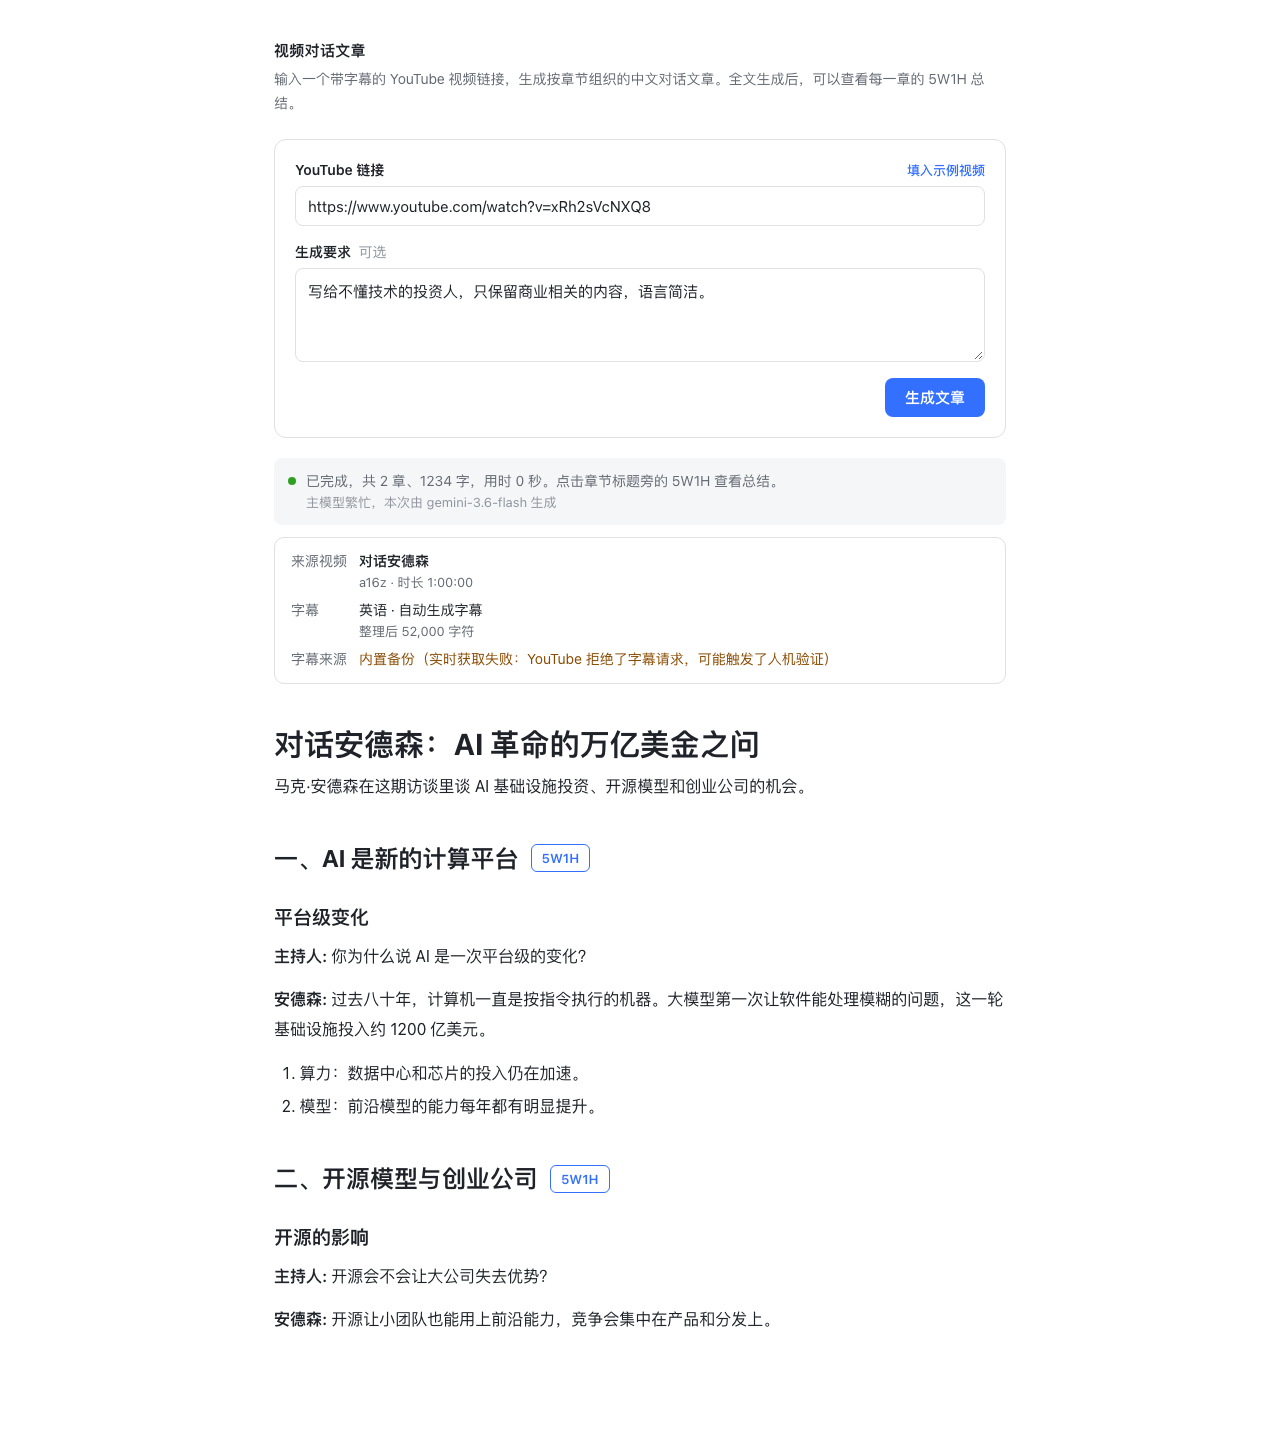 视频对话文章
输入一个带字幕的 YouTube 视频链接，生成按章节组织的中文对话文章。全文生成后，可以查看每一章的 5W1H 总
结。
YouTube 链接
填入示例视频
https://www.youtube.com/watch?v=xRh2sVcNXQ8
生成要求 可选
写给不懂技术的投资人，只保留商业相关的内容，语言简洁。
生成文章
已完成，共 2 章、1234 字，用时 0 秒。点击章节标题旁的 5W1H 查看总结。
主模型繁忙，本次由 gemini-3.6-flash 生成
来源视频 对话安德森
a16z · 时长 1:00:00
字幕 英语 · 自动生成字幕
整理后 52,000 字符
字幕来源 内置备份（实时获取失败：YouTube 拒绝了字幕请求，可能触发了人机验证）
对话安德森：AI 革命的万亿美金之问
马克·安德森在这期访谈里谈 AI 基础设施投资、开源模型和创业公司的机会。
一、AI 是新的计算平台 5W1H
平台级变化
主持人: 你为什么说 AI 是一次平台级的变化？
安德森: 过去八十年，计算机一直是按指令执行的机器。大模型第一次让软件能处理模糊的问题，这一轮
基础设施投入约 1200 亿美元。
1. 算力：数据中心和芯片的投入仍在加速。
2. 模型：前沿模型的能力每年都有明显提升。
二、开源模型与创业公司 5W1H
开源的影响
主持人: 开源会不会让大公司失去优势？
安德森: 开源让小团队也能用上前沿能力，竞争会集中在产品和分发上。